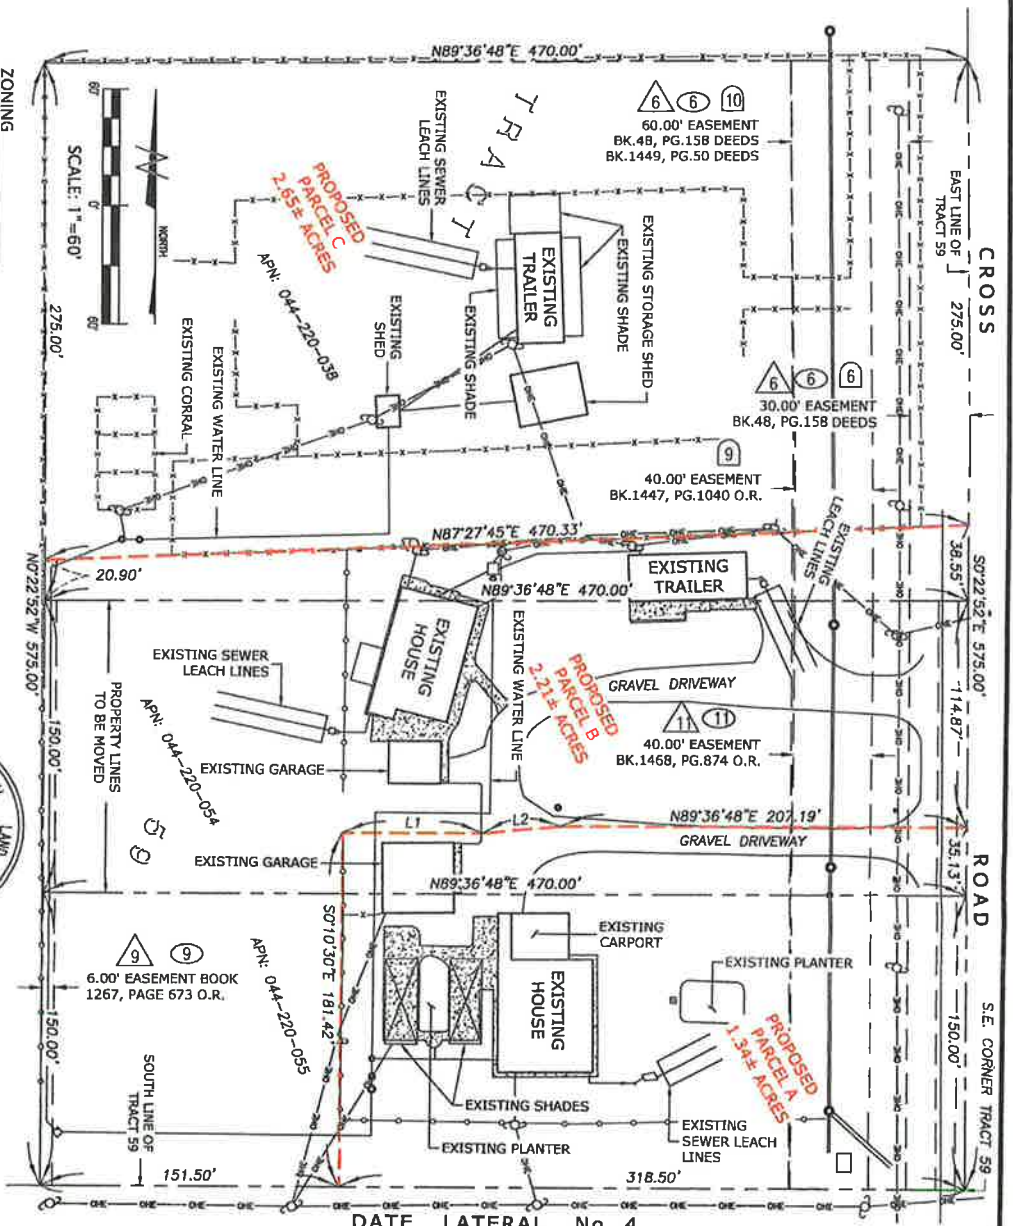 N89°36'48"E 470.00'
6
6
10
60.00' EASEMENT
BK.48, PG.158 DEEDS
BK.1449, PG.50 DEEDS
EAST LINE OF
TRACT 59
CROSS
275.00'
ZONING
60'
0'
60'
SCALE: 1"=60'
NORTH
EXISTING SEWER
LEACH LINES
TRACT
PROPOSED
PARCEL C
2.65± ACRES
APN: 044-220-038
EXISTING
TRAILER
EXISTING SHADE
EXISTING STORAGE SHED
EXISTING SHADE
EXISTING
SHED
EXISTING WATER LINE
EXISTING CORRAL
275.00'
6
6
6
30.00' EASEMENT
BK.48, PG.158 DEEDS
9
40.00' EASEMENT
BK.1447, PG.1040 O.R.
EXISTING
LEACH LINES
N87°27'45"E 470.33'
38.55'
S0°22'52"E 575.00'
N0°22'52"W 575.00'
20.90'
N89°36'48"E 470.00'
EXISTING
TRAILER
EXISTING
HOUSE
EXISTING WATER LINE
EXISTING SEWER
LEACH LINES
PROPERTY LINES
TO BE MOVED
150.00'
APN: 044-220-054
PROPOSED
PARCEL B
2.21± ACRES
GRAVEL DRIVEWAY
11
11
40.00' EASEMENT
BK.1468, PG.874 O.R.
114.87'
EXISTING GARAGE
L1
L2
N89°36'48"E 207.19'
GRAVEL DRIVEWAY
35.13'
ROAD
59
EXISTING GARAGE
N89°36'48"E 470.00'
LAND
9
9
6.00' EASEMENT BOOK
1267, PAGE 673 O.R.
APN: 044-220-055
S0°10'30"E 181.42'
EXISTING
CARPORT
EXISTING
HOUSE
EXISTING PLANTER
PROPOSED
PARCEL A
1.34± ACRES
150.00'
S.E. CORNER TRACT 59
150.00'
SOUTH LINE OF
TRACT 59
EXISTING SHADES
EXISTING PLANTER
EXISTING
SEWER LEACH
LINES
151.50'
318.50'
DATE LATERAL No. 4